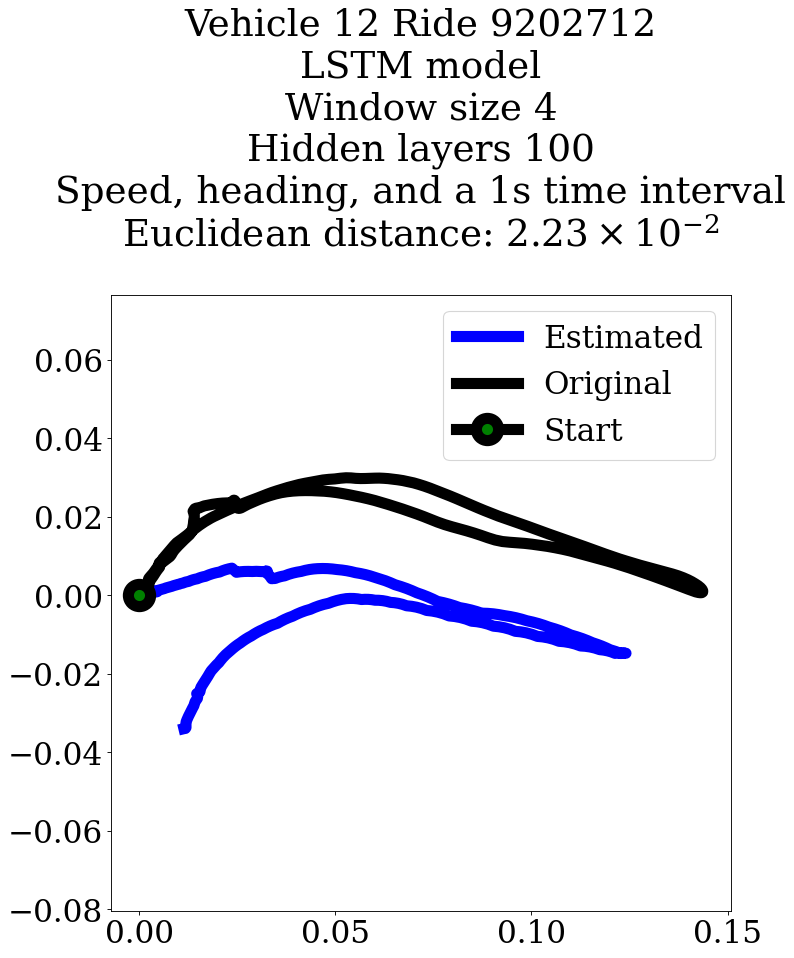 Vehicle 12 Ride 9202712
LSTM model
Window size 4
Hidden layers 100
Speed, heading, and a 1s time interval
Euclidean distance: 2.23 × 10⁻²
Estimated
Original
Start
0.06
0.04
0.02
0.00
−0.02
−0.04
−0.06
−0.08
0.00 0.05 0.10 0.15